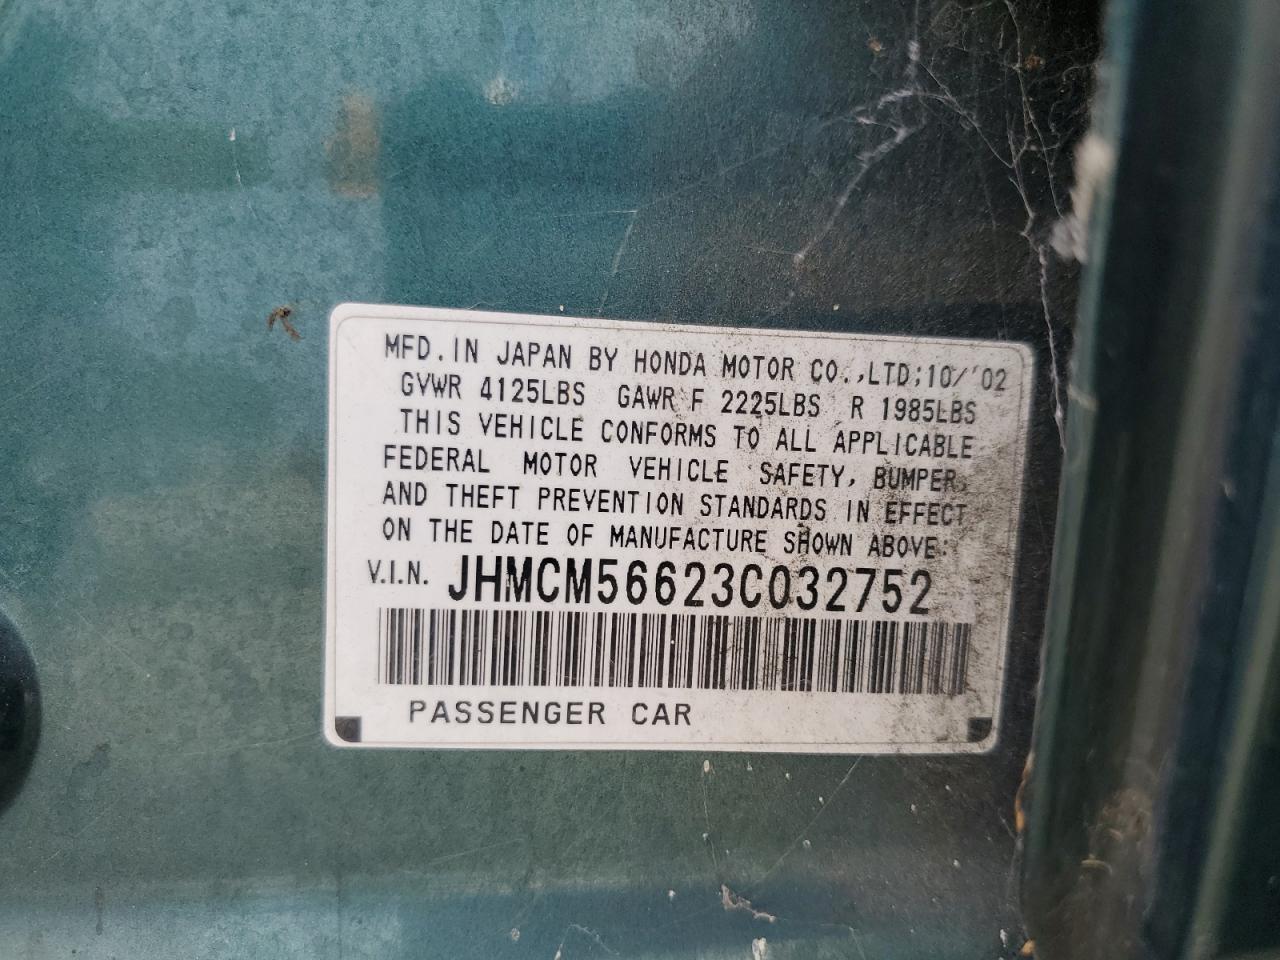 MFD.IN JAPAN BY HONDA MOTOR CO.,LTD;10/'02
GVWR 4125LBS GAWR F 2225LBS R 1985LBS
THIS VEHICLE CONFORMS TO ALL APPLICABLE
FEDERAL MOTOR VEHICLE SAFETY, BUMPER,
AND THEFT PREVENTION STANDARDS IN EFFECT
ON THE DATE OF MANUFACTURE SHOWN ABOVE:
V.I.N. JHMCM56623C032752
PASSENGER CAR